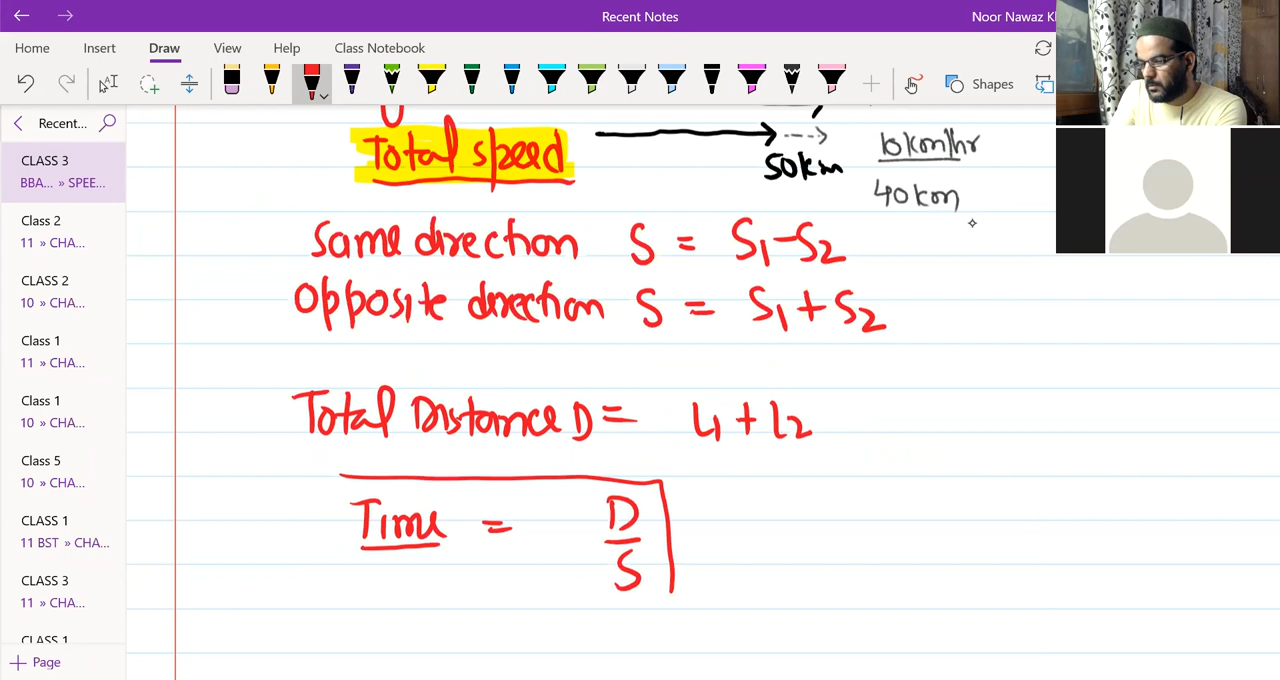 Recent Notes
Noor Nawaz Kh
Home Insert Draw View Help Class Notebook
Shapes
Recent...
CLASS 3
BBA... » SPEE...
Class 2
11 » CHA...
CLASS 2
10 » CHA...
Class 1
11 » CHA...
Class 1
10 » CHA...
Class 5
10 » CHA...
CLASS 1
11 BST » CHA...
CLASS 3
11 » CHA...
CLASS 1
Page
Total speed
50km
10km/hr
40km
Same direction S = S1-S2
Opposite direction S = S1+S2
Total Distance D = L1+L2
Time = D/S